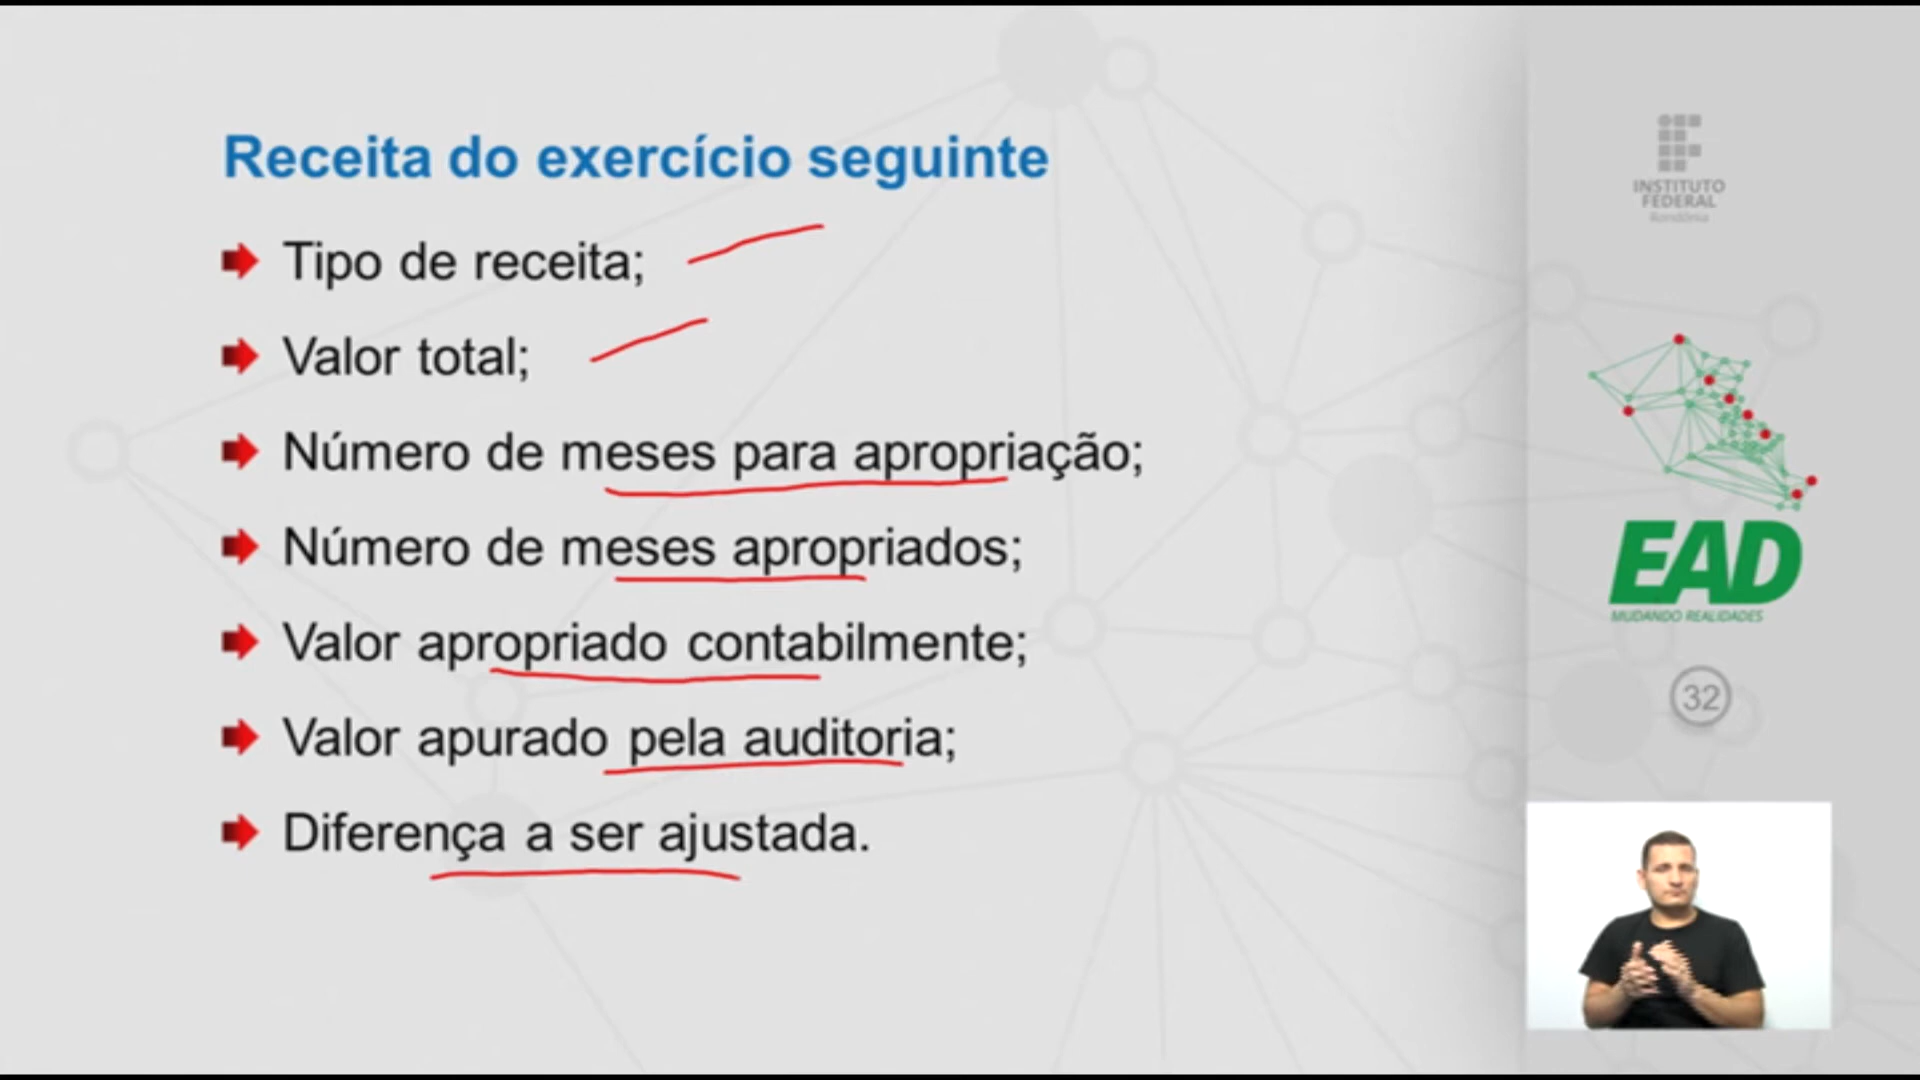 Receita do exercício seguinte
Tipo de receita;
Valor total;
Número de meses para apropriação;
Número de meses apropriados;
Valor apropriado contabilmente;
Valor apurado pela auditoria;
Diferença a ser ajustada.
INSTITUTO
FEDERAL
Rondônia
EAD
MUDANDO REALIDADES
32